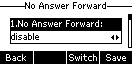 No Answer Forward
1.No Answer Forward:
disable
Back Switch Save